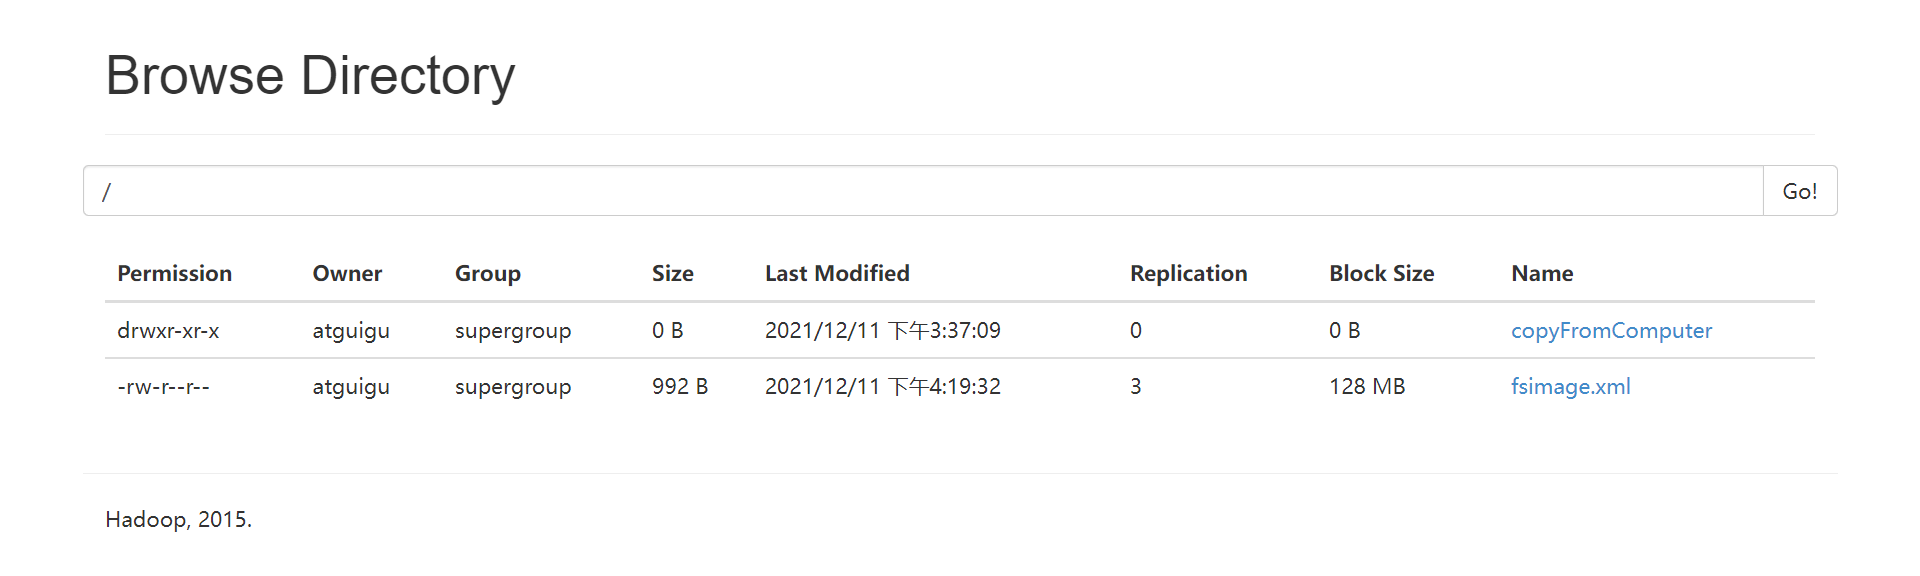 Browse Directory
/ Go!
Permission Owner Group Size Last Modified Replication Block Size Name
drwxr-xr-x atguigu supergroup 0 B 2021/12/11 下午3:37:09 0 0 B copyFromComputer
-rw-r--r-- atguigu supergroup 992 B 2021/12/11 下午4:19:32 3 128 MB fsimage.xml
Hadoop, 2015.